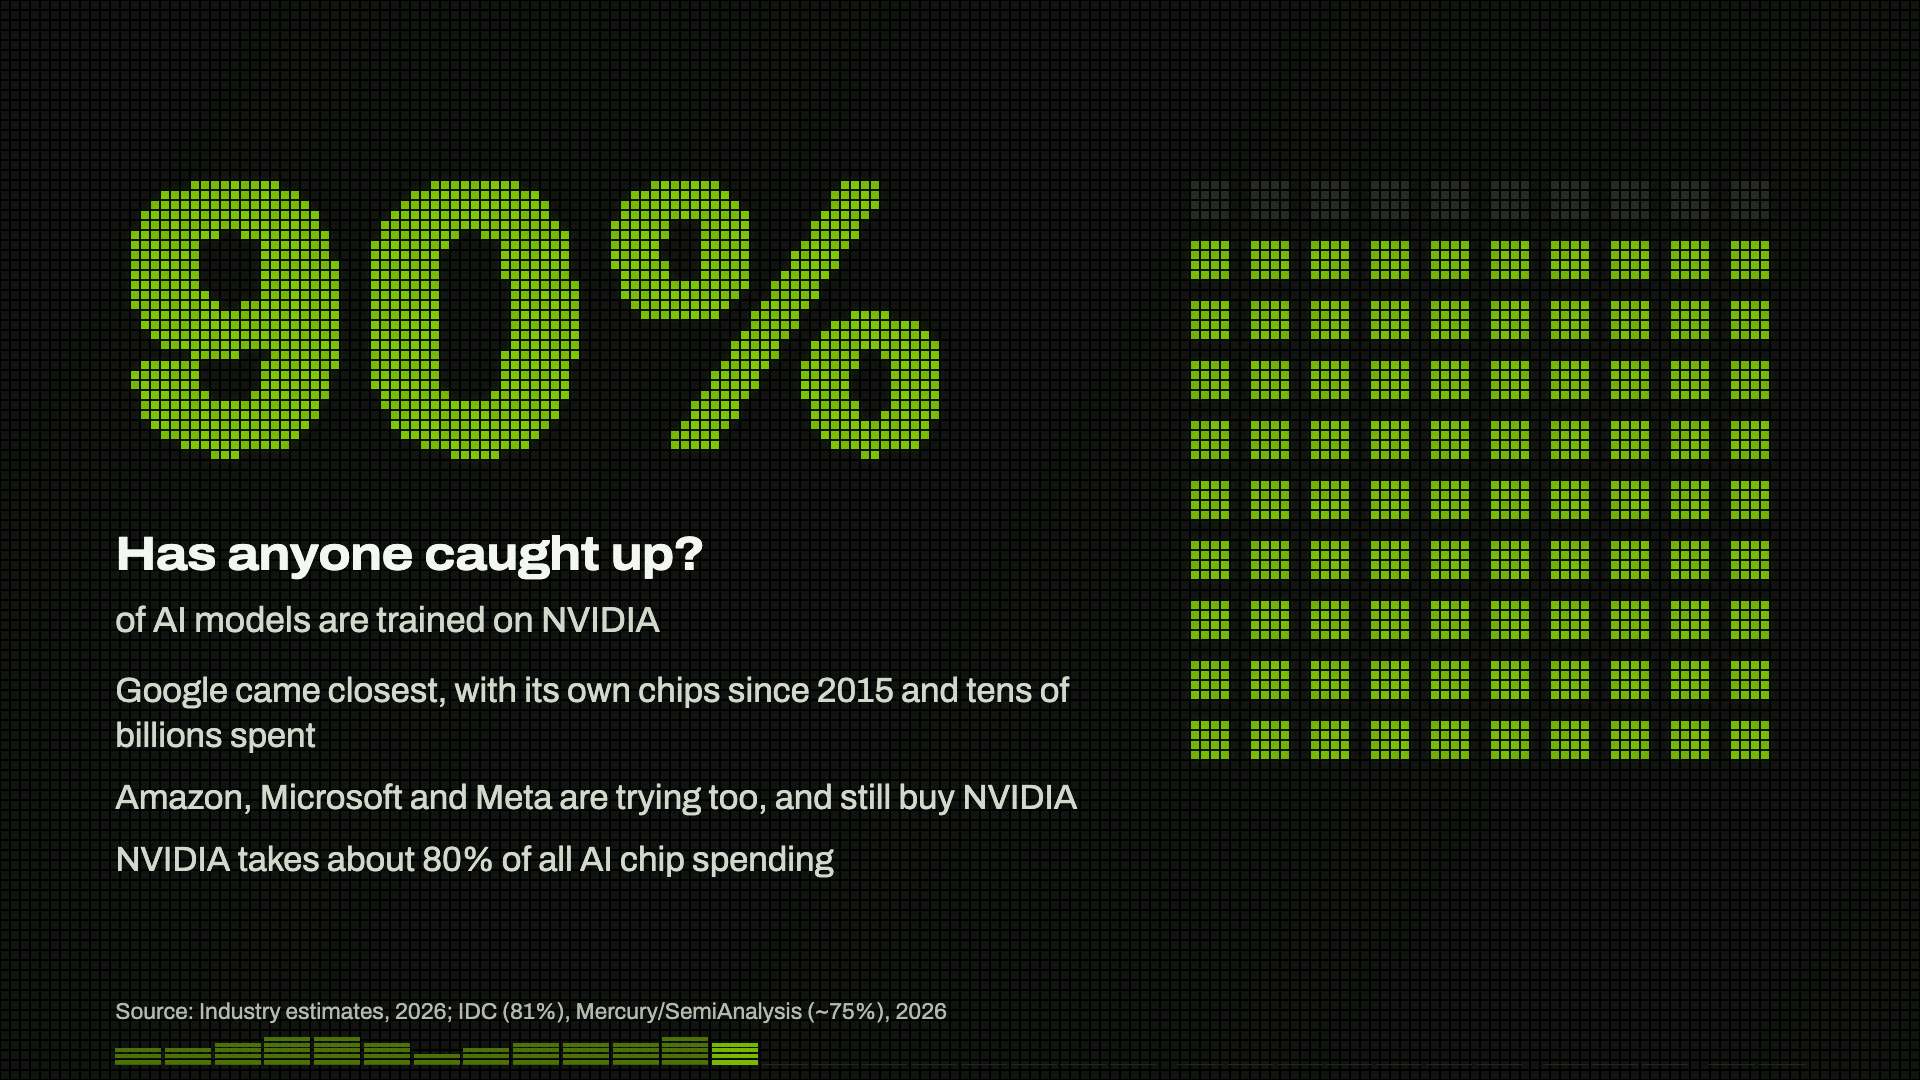 90%
Has anyone caught up?
of AI models are trained on NVIDIA
Google came closest, with its own chips since 2015 and tens of
billions spent
Amazon, Microsoft and Meta are trying too, and still buy NVIDIA
NVIDIA takes about 80% of all AI chip spending
Source: Industry estimates, 2026; IDC (81%), Mercury/SemiAnalysis (~75%), 2026